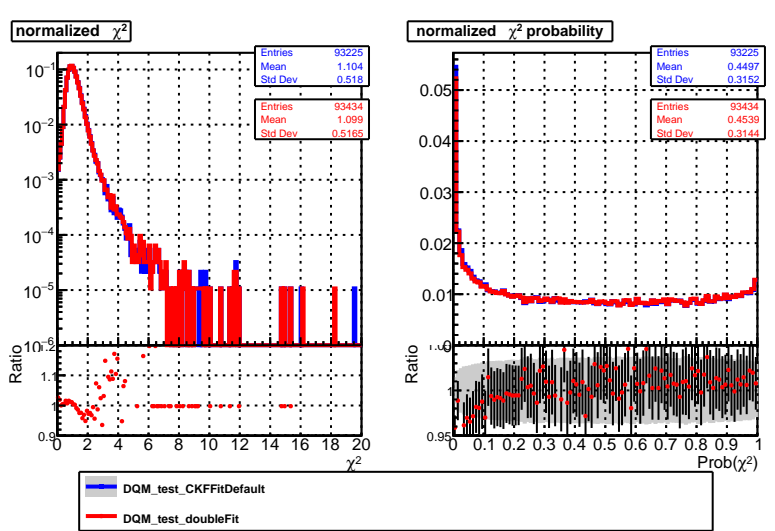 normalized χ²
Entries 93225
Mean 1.104
Std Dev 0.518
Entries 93434
Mean 1.099
Std Dev 0.5165
10⁻¹
10⁻²
10⁻³
10⁻⁴
10⁻⁵
10⁻⁶
Ratio
1.2
1.1
1
0.9
0 2 4 6 8 10 12 14 16 18 20
χ²
normalized χ² probability
Entries 93225
Mean 0.4497
Std Dev 0.3152
Entries 93434
Mean 0.4539
Std Dev 0.3144
0.05
0.04
0.03
0.02
0.01
0
Ratio
1
0.95
0 0.1 0.2 0.3 0.4 0.5 0.6 0.7 0.8 0.9 1
Prob(χ²)
DQM_test_CKFFitDefault
DQM_test_doubleFit